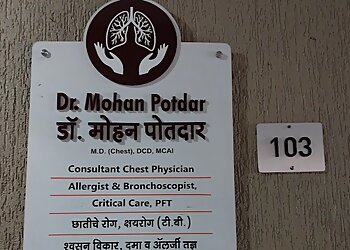 Dr. Mohan Potdar
डॉ. मोहन पोतदार
M.D. (Chest), DCD, MCAI
Consultant Chest Physician
Allergist & Bronchoscopist,
Critical Care, PFT
छातीचे रोग, क्षयरोग (टी.बी.)
श्वसन विकार, दमा व ॲलर्जी तज्ञ
103